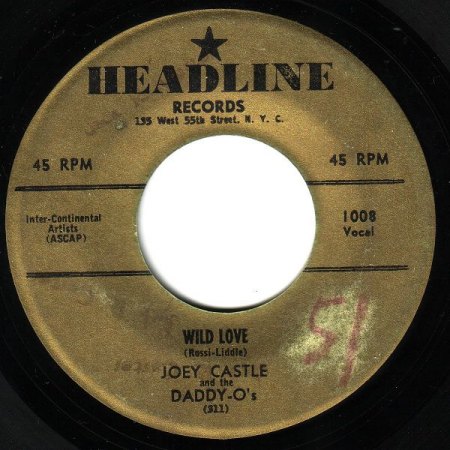 HEADLINE
RECORDS
135 West 55th Street, N. Y. C.
45 RPM
45 RPM
Inter-Continental
Artists
(ASCAP)
1008
Vocal
WILD LOVE
(Rossi-Liddle)
JOEY CASTLE
and the
DADDY-O's
(311)
51